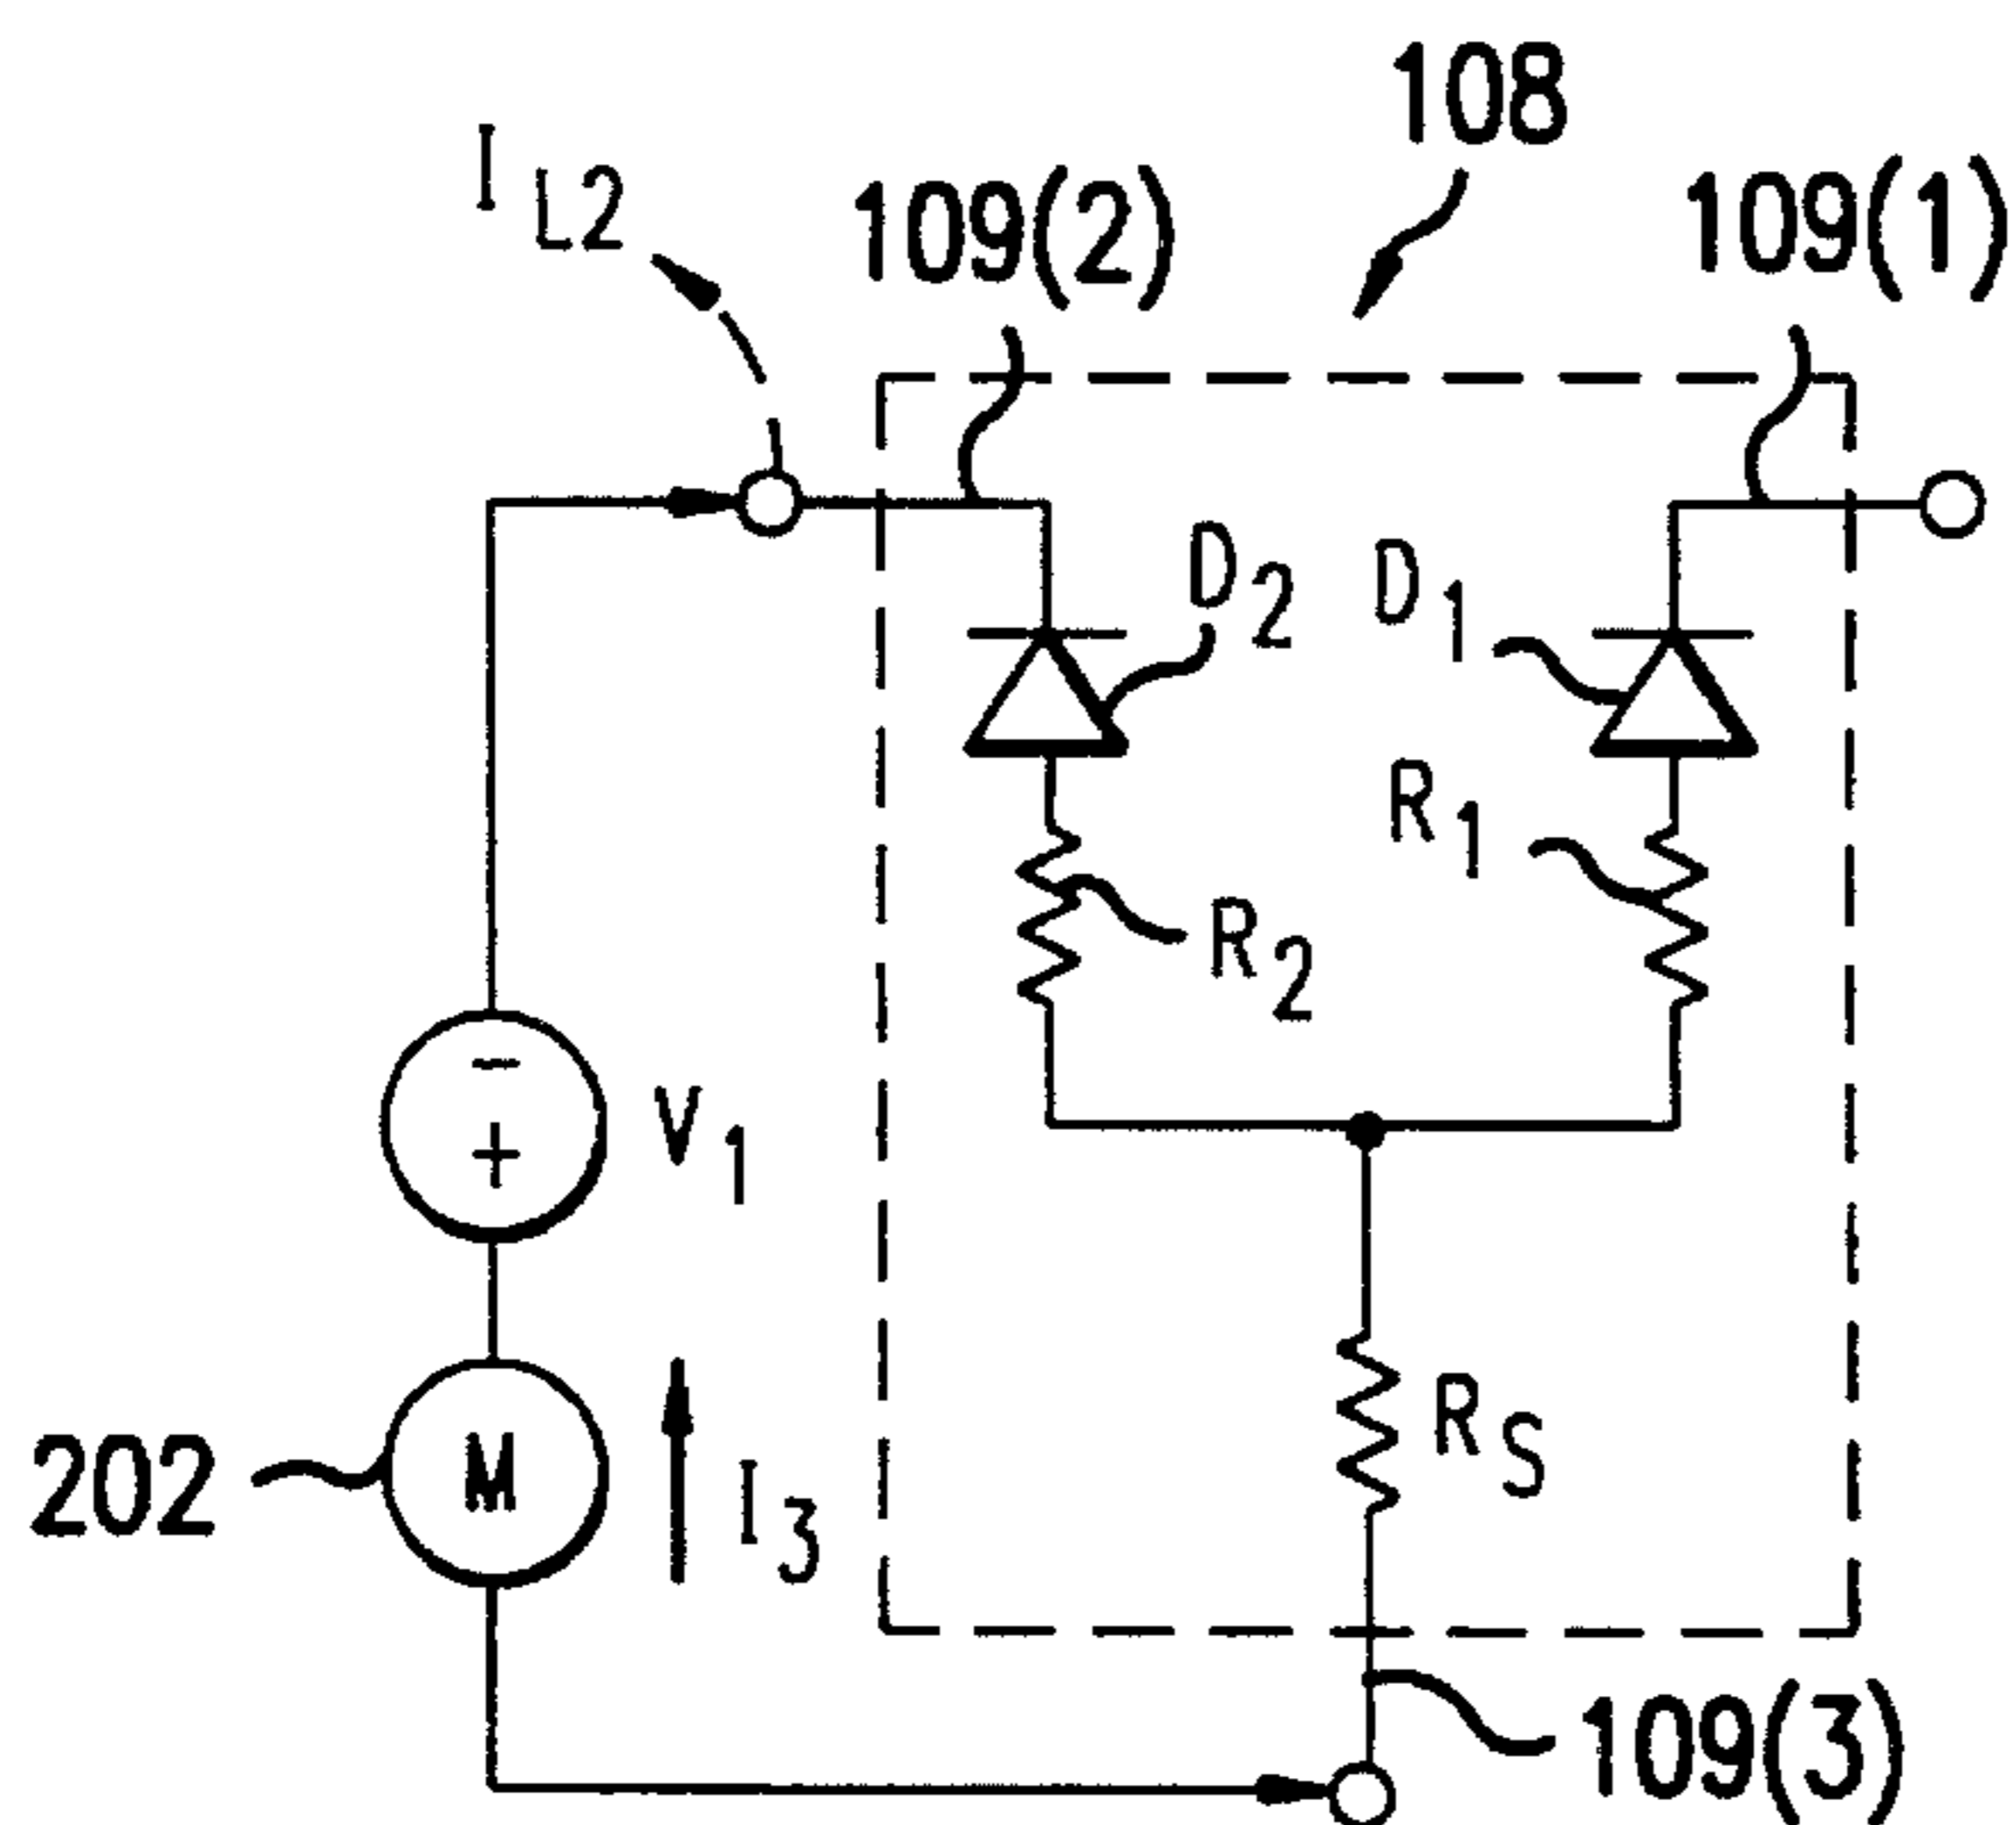 108
I L2
109(2)
109(1)
D2
D1
R1
R2
−
+
V1
RS
202
M
I3
109(3)